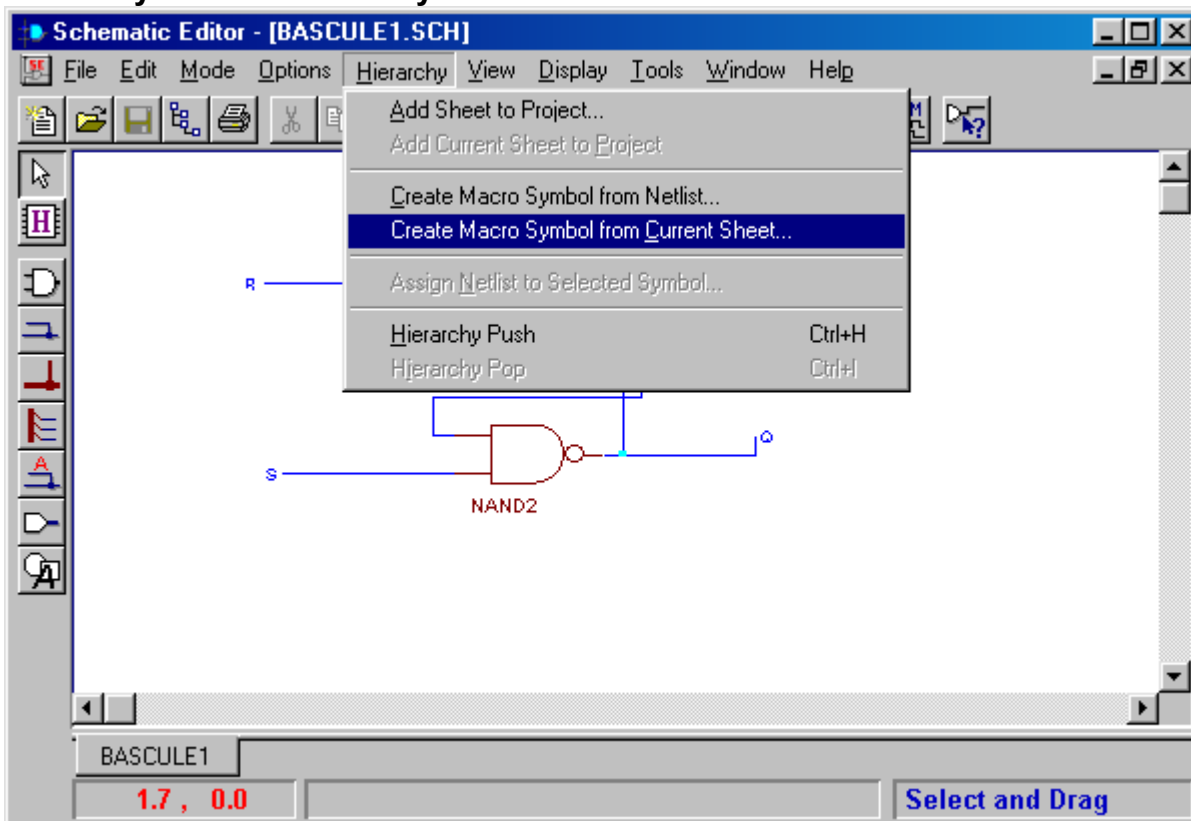 Schematic Editor - [BASCULE1.SCH]
File Edit Mode Options Hierarchy View Display Tools Window Help
Add Sheet to Project...
Add Current Sheet to Project
Create Macro Symbol from Netlist...
Create Macro Symbol from Current Sheet...
R
Assign Netlist to Selected Symbol...
Hierarchy Push Ctrl+H
Hierarchy Pop Ctrl+I
Q
S
NAND2
BASCULE1
1.7 , 0.0
Select and Drag